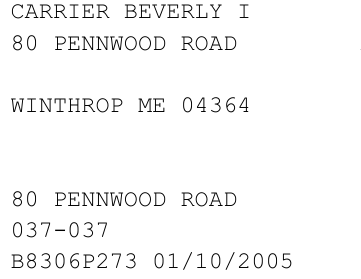 CARRIER BEVERLY I
80 PENNWOOD ROAD
WINTHROP ME 04364
80 PENNWOOD ROAD
037-037
B8306P273 01/10/2005